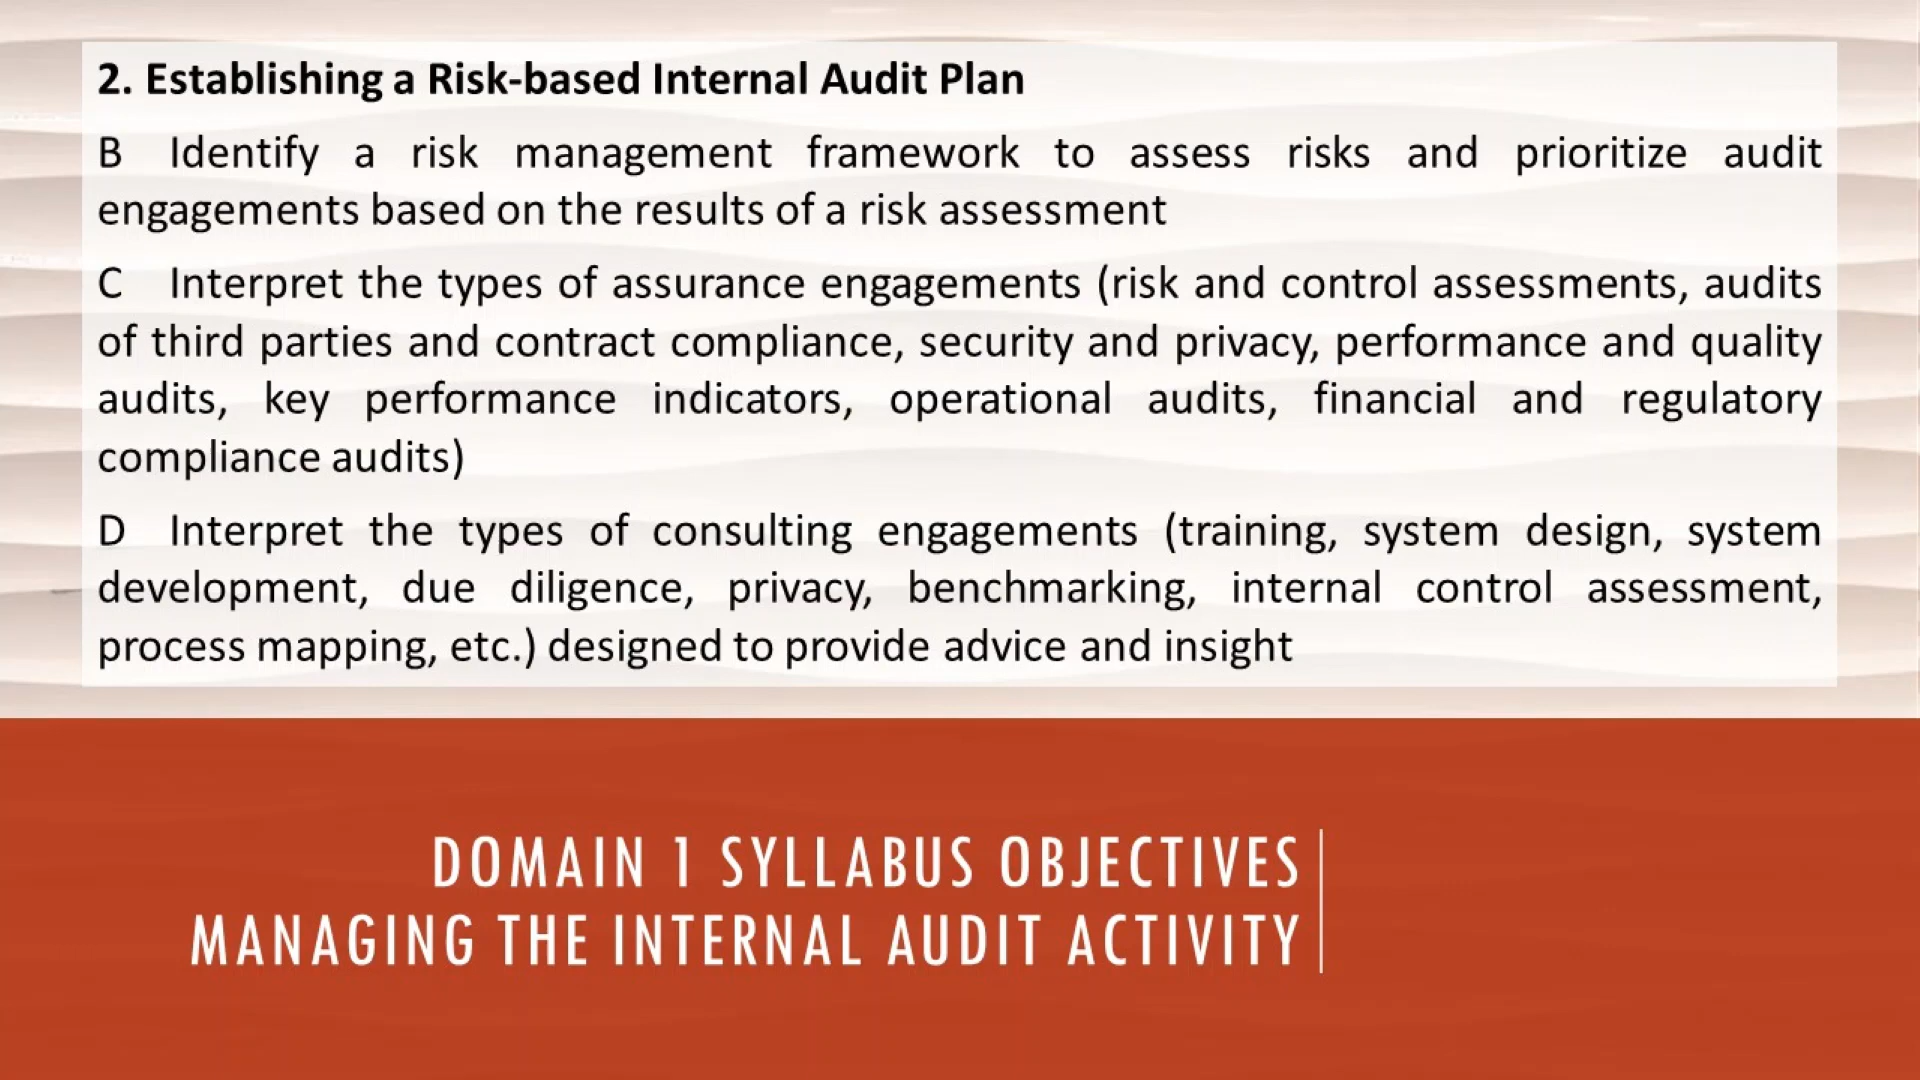 2. Establishing a Risk-based Internal Audit Plan
B Identify a risk management framework to assess risks and prioritize audit
engagements based on the results of a risk assessment
C Interpret the types of assurance engagements (risk and control assessments, audits
of third parties and contract compliance, security and privacy, performance and quality
audits, key performance indicators, operational audits, financial and regulatory
compliance audits)
D Interpret the types of consulting engagements (training, system design, system
development, due diligence, privacy, benchmarking, internal control assessment,
process mapping, etc.) designed to provide advice and insight
DOMAIN 1 SYLLABUS OBJECTIVES
MANAGING THE INTERNAL AUDIT ACTIVITY